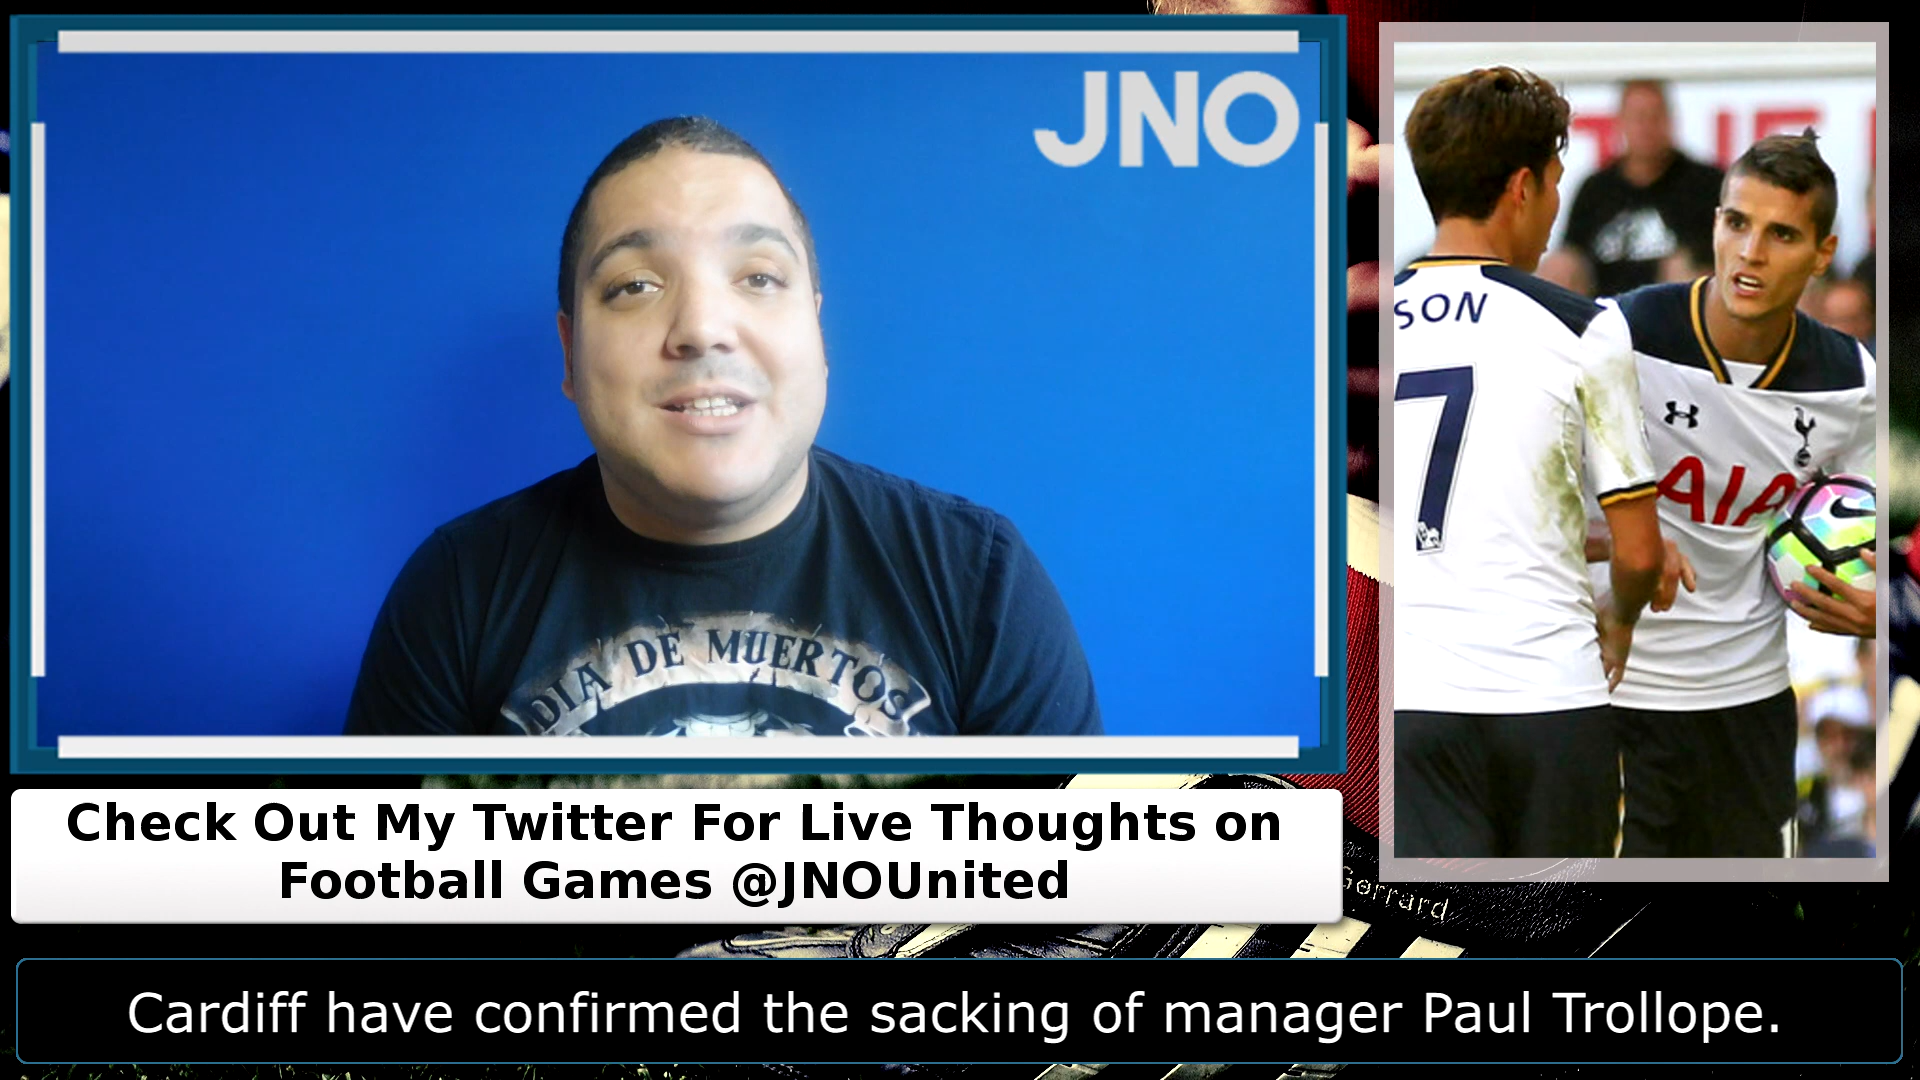 JNO
DIA DE MUERTOS
SON
7
AIA
Check Out My Twitter For Live Thoughts on
Football Games @JNOUnited
Gerrard
Cardiff have confirmed the sacking of manager Paul Trollope.